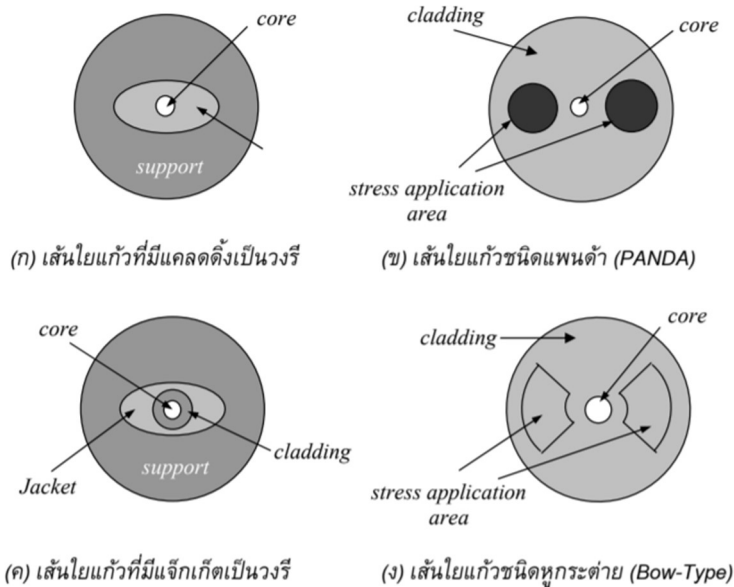 core
support
(ก) เส้นใยแก้วที่มีแคลดดิ้งเป็นวงรี
cladding
core
stress application
area
(ข) เส้นใยแก้วชนิดแพนด้า (PANDA)
core
cladding
Jacket
support
(ค) เส้นใยแก้วที่มีแจ็กเก็ตเป็นวงรี
core
cladding
stress application
area
(ง) เส้นใยแก้วชนิดหูกระต่าย (Bow-Type)